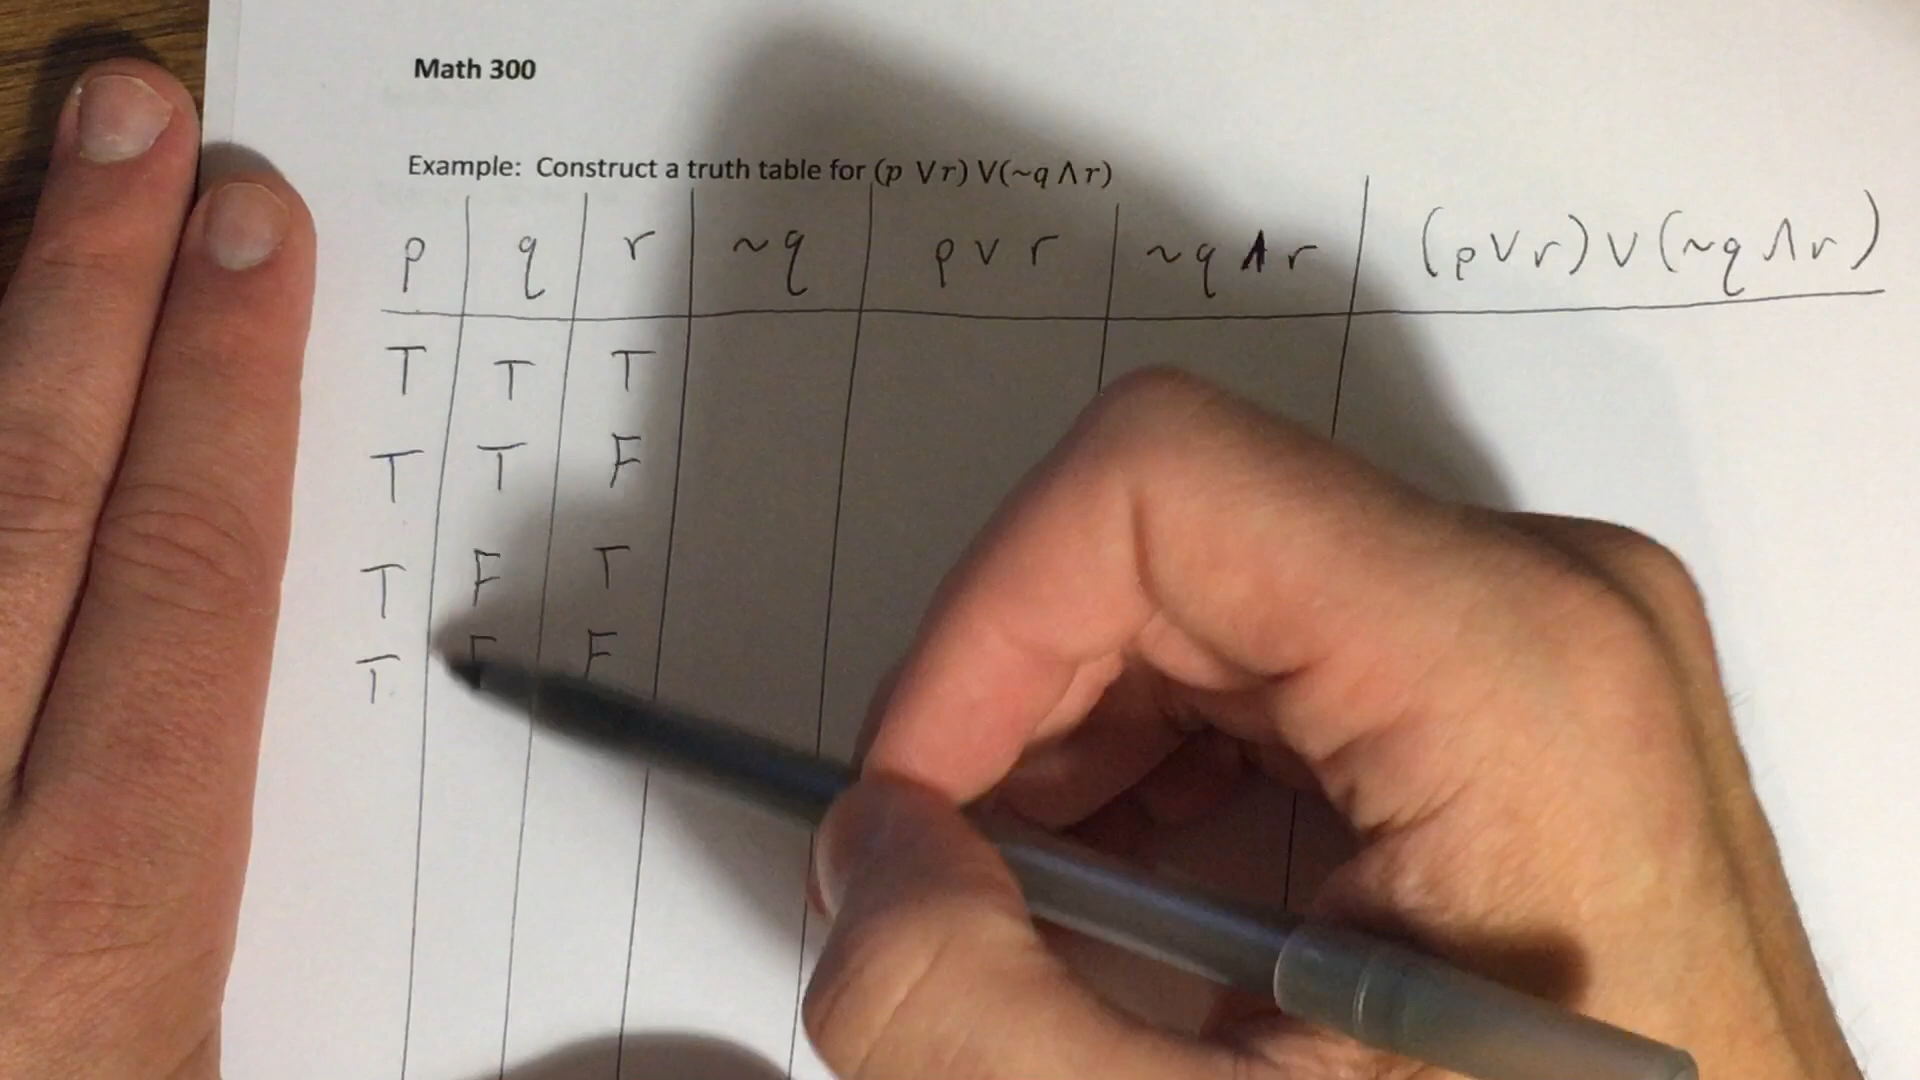 Math 300
Example: Construct a truth table for (p ∨ r) ∨(~q ∧ r)
p q r ~q p ∨ r ~q ∧ r (p ∨ r) ∨ (~q ∧ r)
T T T
T T F
T F T
T F F